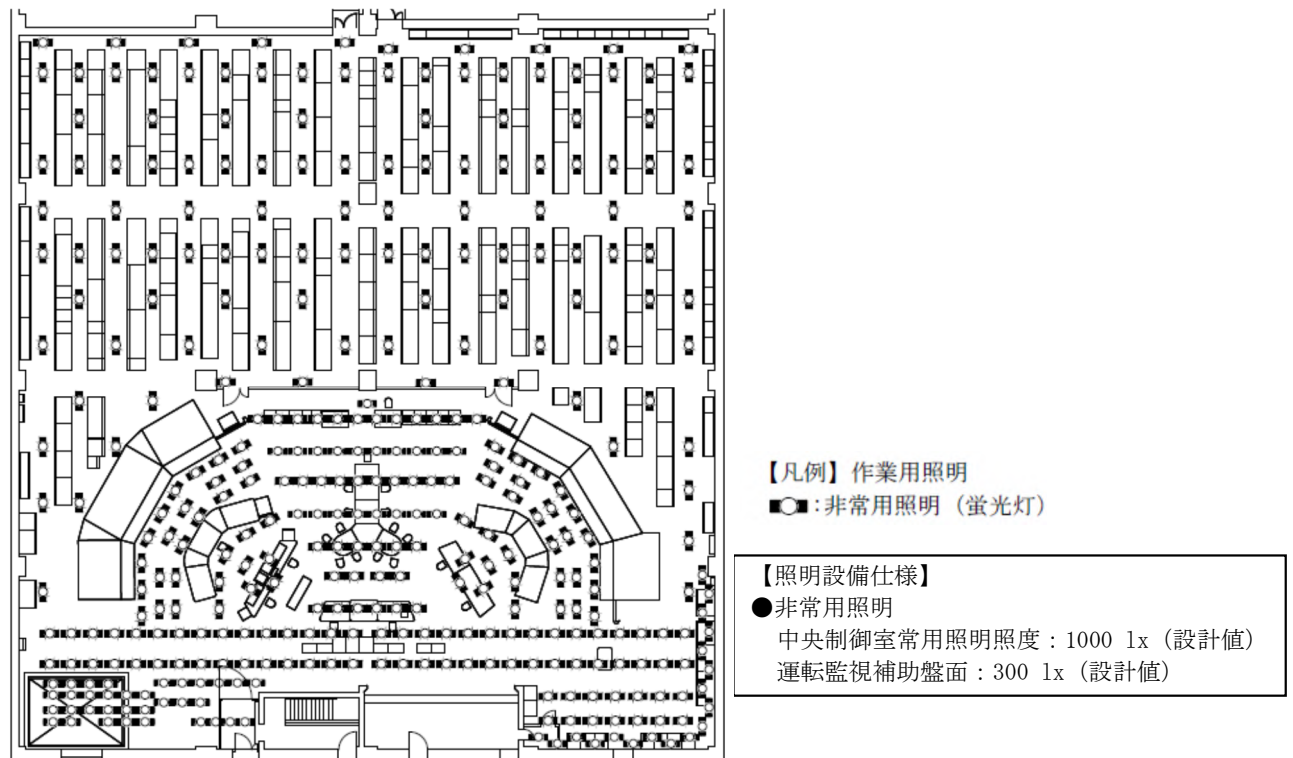 【凡例】作業用照明
:非常用照明（蛍光灯）
【照明設備仕様】
●非常用照明
中央制御室常用照明照度：1000 lx（設計値）
運転監視補助盤面：300 lx（設計値）